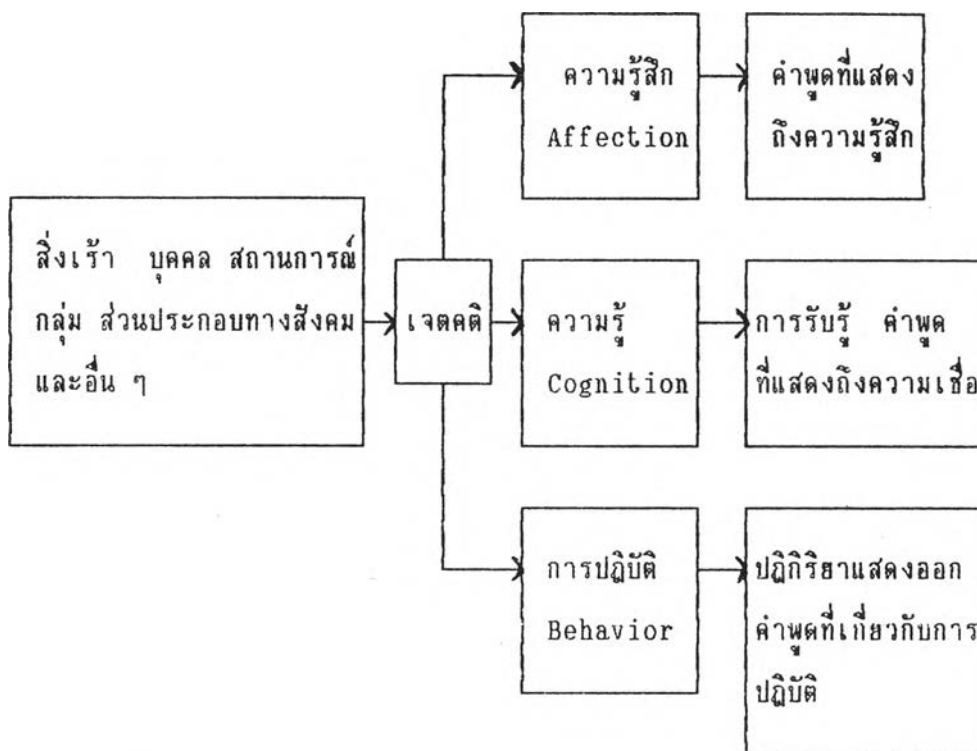 ความรู้สึก
Affection
คำพูดที่แสดง
ถึงความรู้สึก
สิ่งเร้า บุคคล สถานการณ์
กลุ่ม ส่วนประกอบทางสังคม
และอื่น ๆ
เจตคติ
ความรู้
Cognition
การรับรู้ คำพูด
ที่แสดงถึงความเชื่อ
การปฏิบัติ
Behavior
ปฏิกิริยาแสดงออก
คำพูดที่เกี่ยวกับการ
ปฏิบัติ